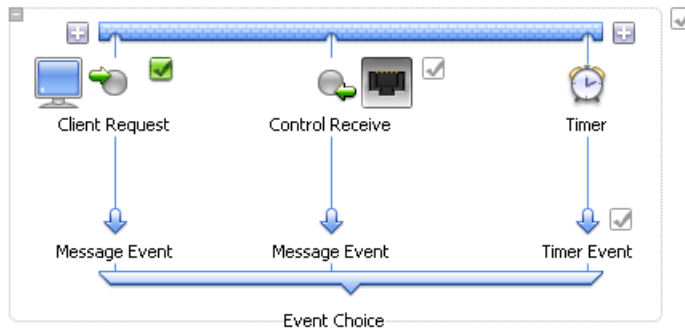 Client Request
Control Receive
Timer
Message Event
Message Event
Timer Event
Event Choice